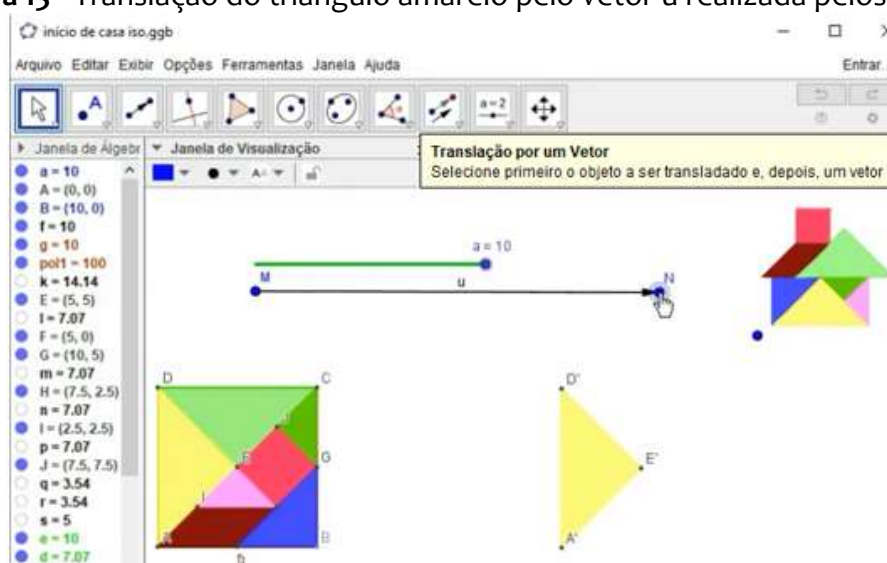 a 15 - Translação do triângulo amarelo pelo vetor u realizada pelos
início de casa iso.ggb
Arquivo Editar Exibir Opções Ferramentas Janela Ajuda
Entrar.
A
a = 2
Janela de Álgebr
Janela de Visualização
Translação por um Vetor
Selecione primeiro o objeto a ser transladado e, depois, um vetor
a = 10
A = (0, 0)
B = (10, 0)
f = 10
g = 10
pol1 = 100
k = 14.14
E = (5, 5)
l = 7.07
F = (5, 0)
G = (10, 5)
m = 7.07
H = (7.5, 2.5)
n = 7.07
I = (2.5, 2.5)
p = 7.07
J = (7.5, 7.5)
q = 3.54
r = 3.54
s = 5
e = 10
d = 7.07
a = 10
M
u
N
D
C
J
E
G
I
A
B
D'
E'
A'